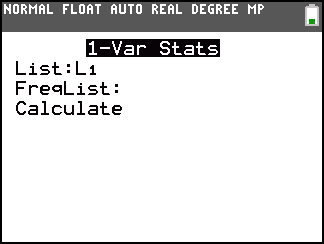 NORMAL FLOAT AUTO REAL DEGREE MP
1-Var Stats
List:L₁
FreqList:
Calculate